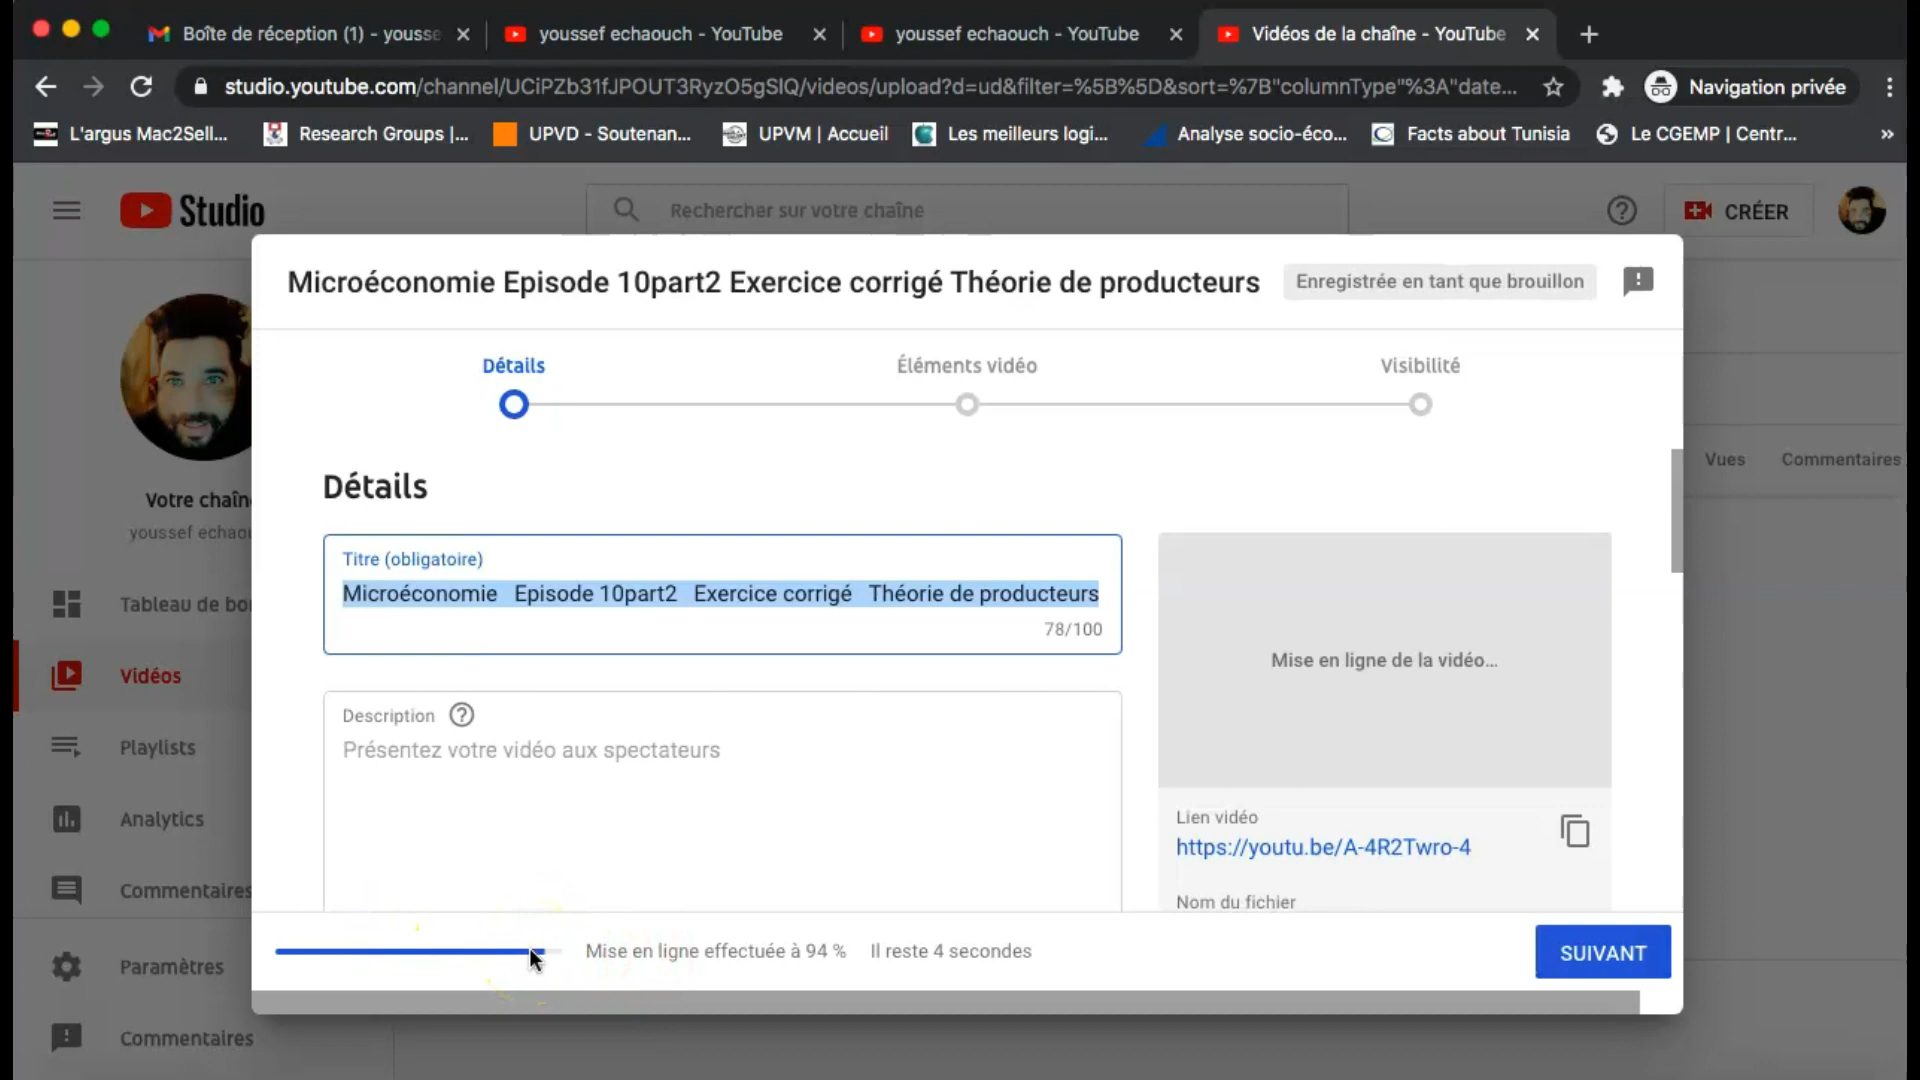 Boîte de réception (1) - yousse
youssef echaouch - YouTube
youssef echaouch - YouTube
Vidéos de la chaîne - YouTube
studio.youtube.com/channel/UCiPZb31fJPOUT3RyzO5gSIQ/videos/upload?d=ud&filter=%5B%5D&sort=%7B"columnType"%3A"date...
Navigation privée
L'argus Mac2Sell...
Research Groups |...
UPVD - Soutenan...
UPVM | Accueil
Les meilleurs logi...
Analyse socio-éco...
Facts about Tunisia
Le CGEMP | Centr...
»
Studio
Rechercher sur votre chaîne
CRÉER
Microéconomie Episode 10part2 Exercice corrigé Théorie de producteurs
Enregistrée en tant que brouillon
Détails
Éléments vidéo
Visibilité
Vues
Commentaires
Détails
Votre chaîn
youssef echaou
Titre (obligatoire)
Microéconomie Episode 10part2 Exercice corrigé Théorie de producteurs
78/100
Mise en ligne de la vidéo...
Tableau de bor
Vidéos
Description
Présentez votre vidéo aux spectateurs
Playlists
Analytics
Lien vidéo
https://youtu.be/A-4R2Twro-4
Commentaires
Nom du fichier
Mise en ligne effectuée à 94 %
Il reste 4 secondes
SUIVANT
Paramètres
Commentaires